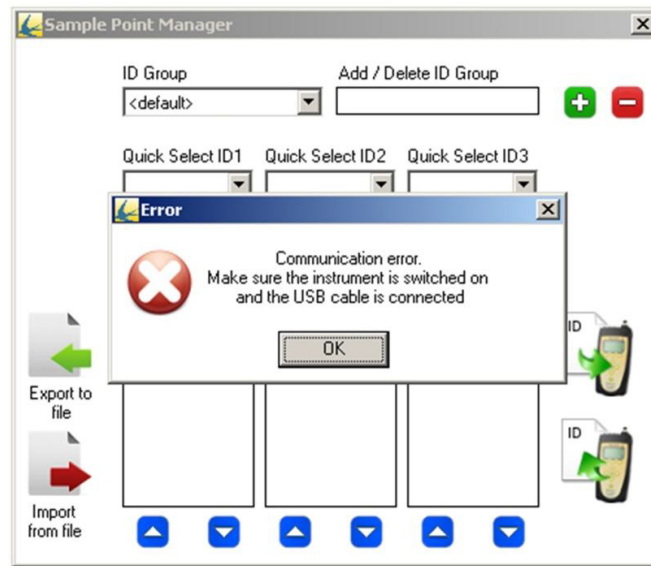 Sample Point Manager
ID Group
Add / Delete ID Group
<default>
Quick Select ID1
Quick Select ID2
Quick Select ID3
Error
Communication error.
Make sure the instrument is switched on
and the USB cable is connected
OK
Export to
file
ID
Import
from file
ID